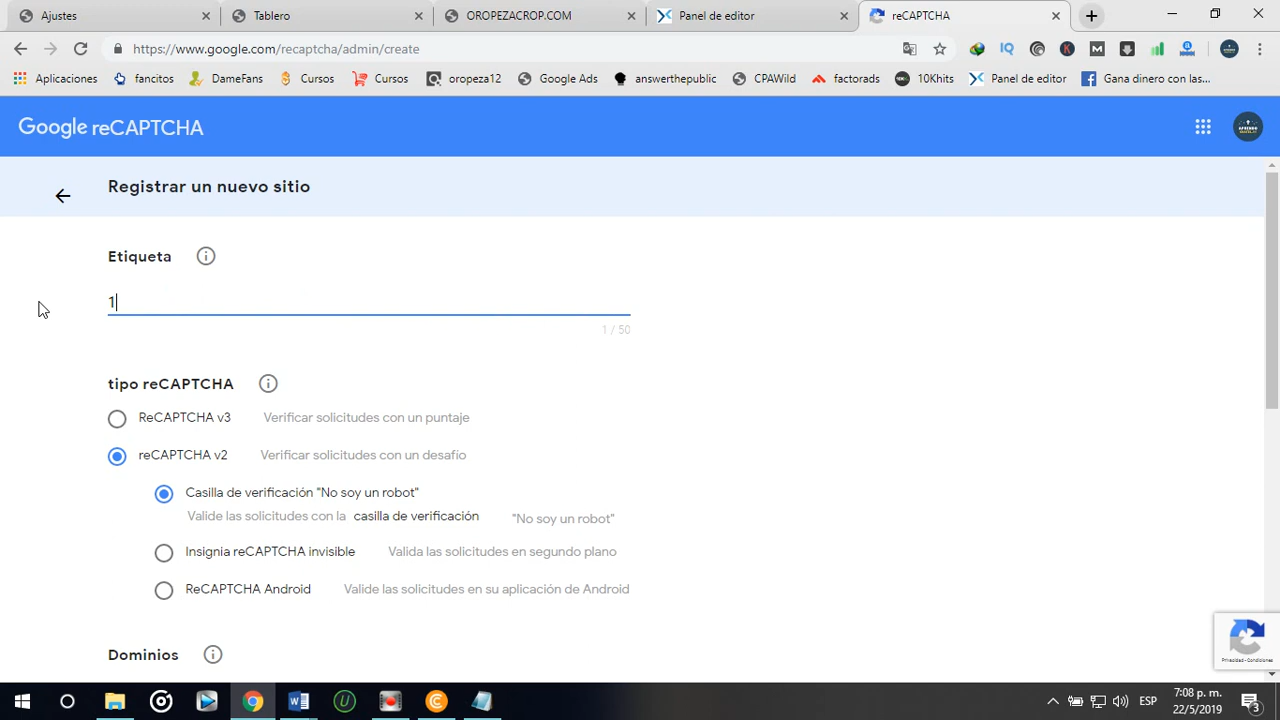 Ajustes
Tablero
OROPEZACROP.COM
Panel de editor
reCAPTCHA
https://www.google.com/recaptcha/admin/create
Aplicaciones fancitos DameFans Cursos Cursos oropeza12 Google Ads answerthepublic CPAWild factorads 10Khits Panel de editor Gana dinero con las...
Google reCAPTCHA
Registrar un nuevo sitio
Etiqueta
1
1 / 50
tipo reCAPTCHA
ReCAPTCHA v3 Verificar solicitudes con un puntaje
reCAPTCHA v2 Verificar solicitudes con un desafío
Casilla de verificación "No soy un robot"
Valide las solicitudes con la casilla de verificación "No soy un robot"
Insignia reCAPTCHA invisible Valida las solicitudes en segundo plano
ReCAPTCHA Android Valide las solicitudes en su aplicación de Android
Dominios
Privacidad - Condiciones
ESP
7:08 p. m.
22/5/2019
3